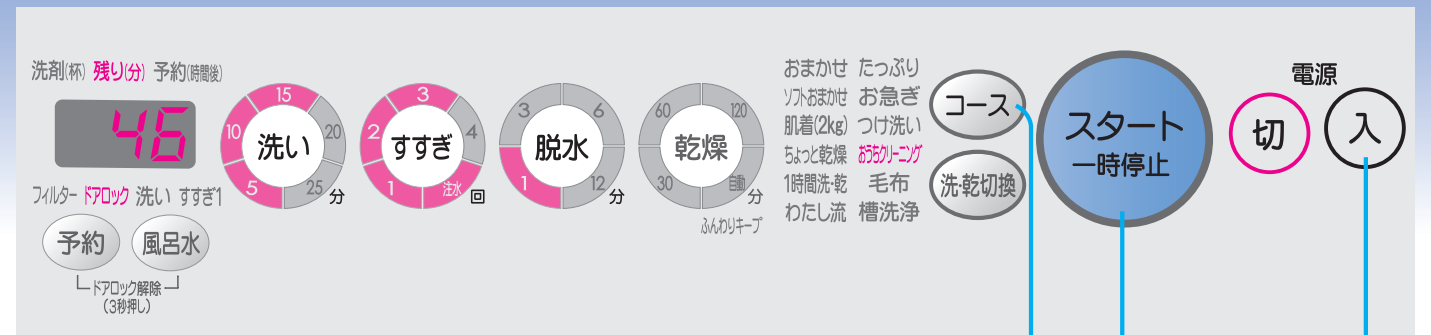 洗剤(杯) 残り(分) 予約(時間後)
46
フィルター ドアロック 洗い すすぎ1
予約 風呂水
ドアロック解除
(3秒押し)
5 10 15 20 25 分
洗い
1 2 3 4 注水 回
すすぎ
1 3 6 12 分
脱水
30 60 120 自動 分
乾燥
ふんわりキープ
おまかせ たっぷり
ソフトおまかせ お急ぎ
肌着(2kg) つけ洗い
ちょっと乾燥 おうちクリーニング
1時間洗・乾 毛布
わたし流 槽洗浄
コース
洗・乾切換
スタート
一時停止
電源
切 入